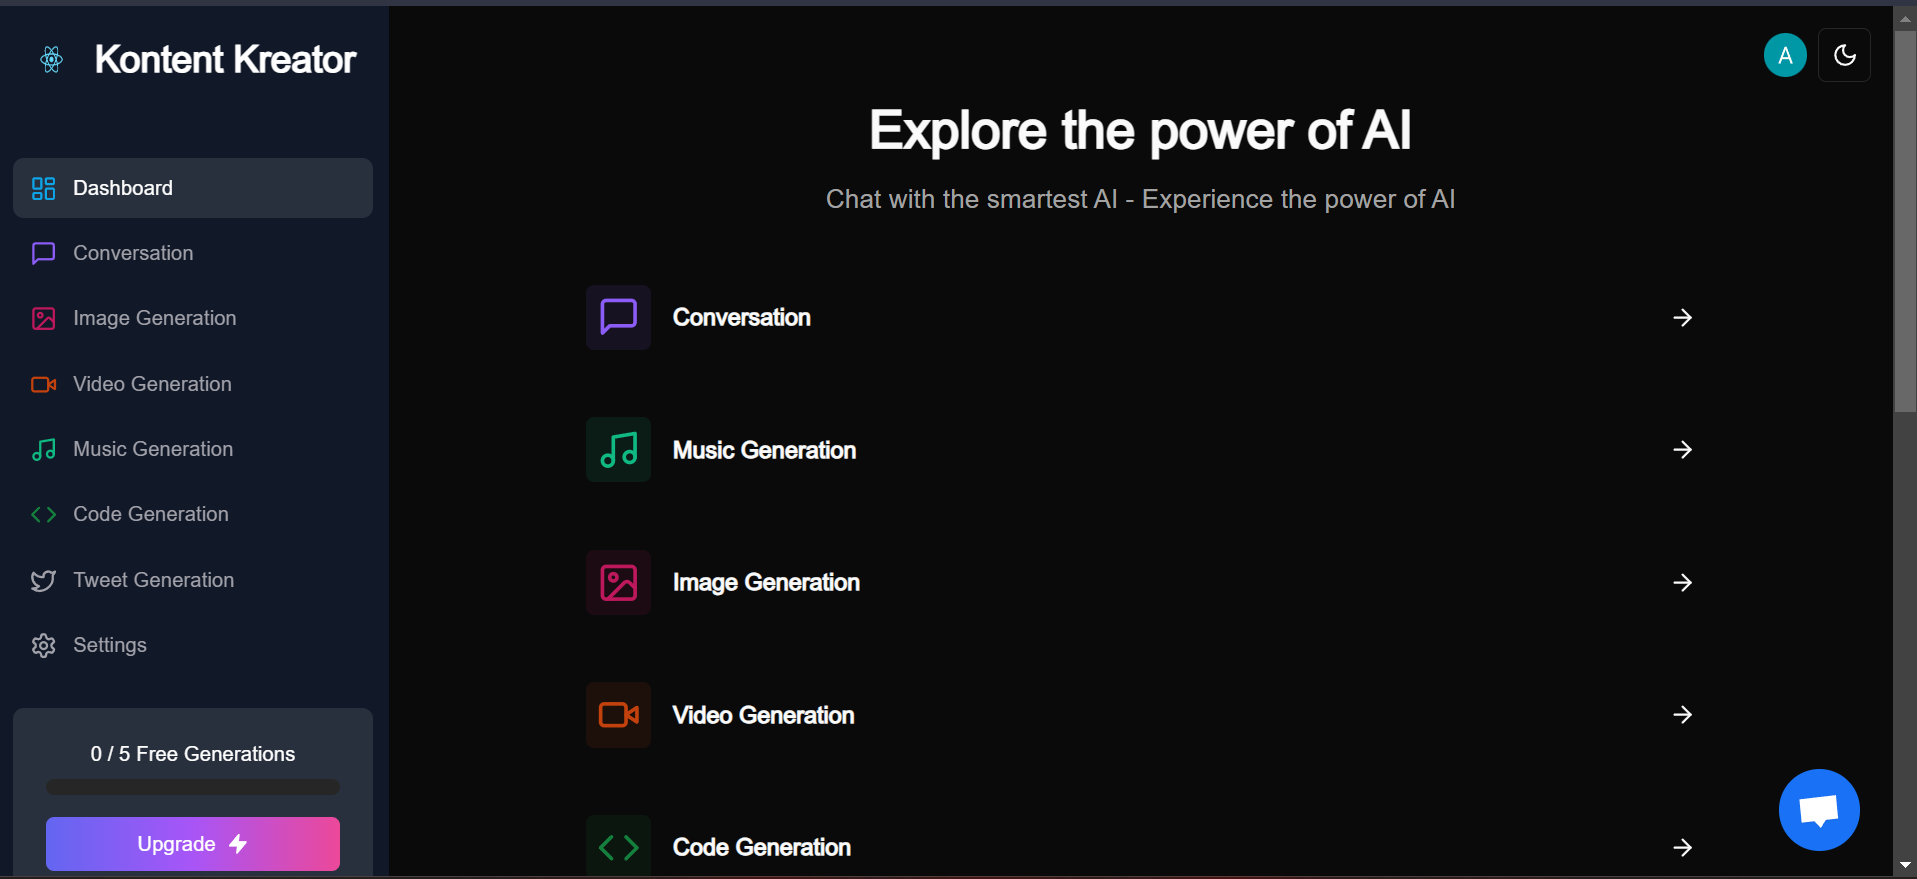 Kontent Kreator
Dashboard
Conversation
Image Generation
Video Generation
Music Generation
Code Generation
Tweet Generation
Settings
0 / 5 Free Generations
Upgrade
A
Explore the power of AI
Chat with the smartest AI - Experience the power of AI
Conversation
Music Generation
Image Generation
Video Generation
Code Generation